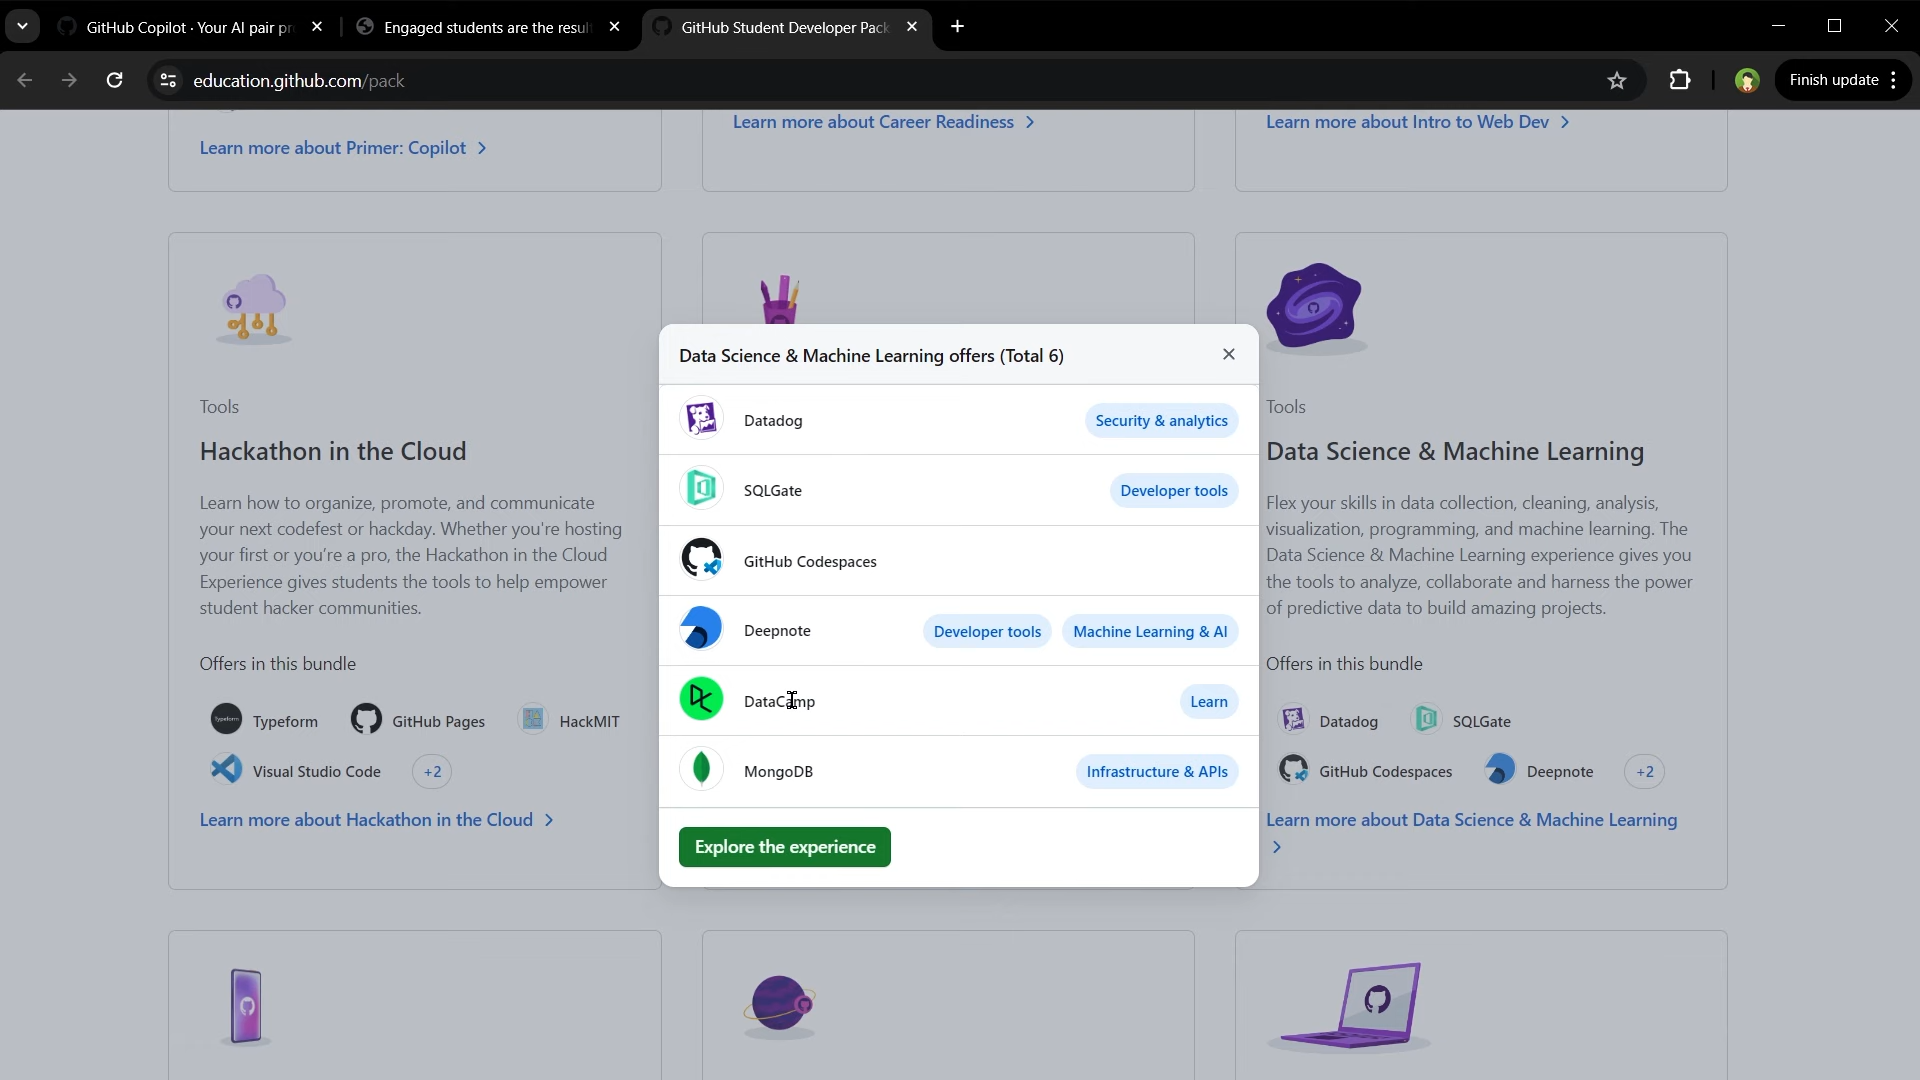 GitHub Copilot · Your AI pair pr
Engaged students are the resul
GitHub Student Developer Pack
education.github.com/pack
Finish update
Learn more about Primer: Copilot
Learn more about Career Readiness
Learn more about Intro to Web Dev
Tools
Hackathon in the Cloud
Learn how to organize, promote, and communicate
your next codefest or hackday. Whether you're hosting
your first or you're a pro, the Hackathon in the Cloud
Experience gives students the tools to help empower
student hacker communities.
Offers in this bundle
Typeform
GitHub Pages
HackMIT
Visual Studio Code
+2
Learn more about Hackathon in the Cloud
Data Science & Machine Learning offers (Total 6)
Datadog
Security & analytics
SQLGate
Developer tools
GitHub Codespaces
Deepnote
Developer tools
Machine Learning & AI
DataCamp
Learn
MongoDB
Infrastructure & APIs
Explore the experience
Tools
Data Science & Machine Learning
Flex your skills in data collection, cleaning, analysis,
visualization, programming, and machine learning. The
Data Science & Machine Learning experience gives you
the tools to analyze, collaborate and harness the power
of predictive data to build amazing projects.
Offers in this bundle
Datadog
SQLGate
GitHub Codespaces
Deepnote
+2
Learn more about Data Science & Machine Learning